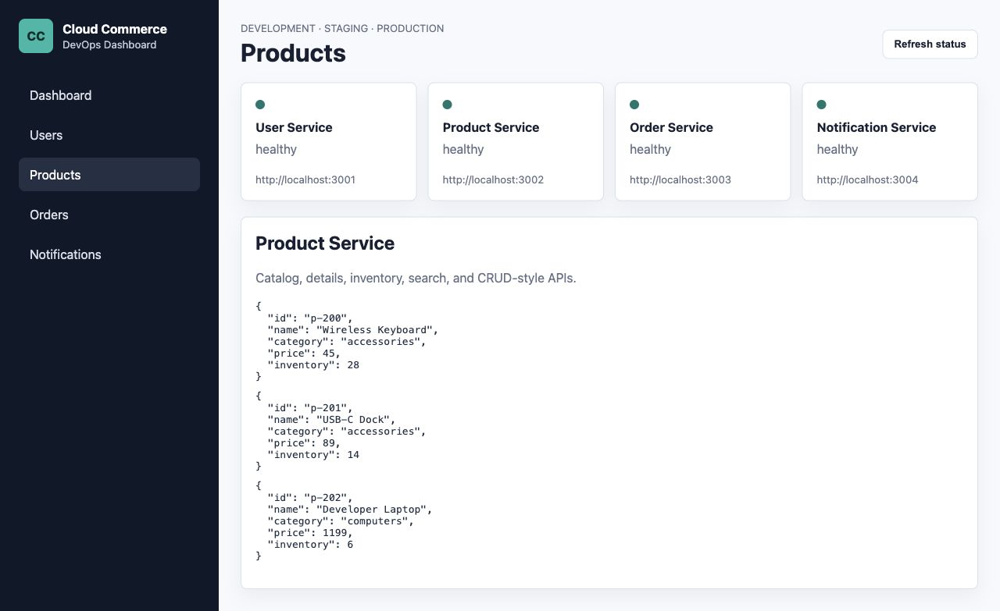 CC
Cloud Commerce
DevOps Dashboard
Dashboard
Users
Products
Orders
Notifications
DEVELOPMENT · STAGING · PRODUCTION
Products
Refresh status
User Service
healthy
http://localhost:3001
Product Service
healthy
http://localhost:3002
Order Service
healthy
http://localhost:3003
Notification Service
healthy
http://localhost:3004
Product Service
Catalog, details, inventory, search, and CRUD-style APIs.
{
  "id": "p-200",
  "name": "Wireless Keyboard",
  "category": "accessories",
  "price": 45,
  "inventory": 28
}
{
  "id": "p-201",
  "name": "USB-C Dock",
  "category": "accessories",
  "price": 89,
  "inventory": 14
}
{
  "id": "p-202",
  "name": "Developer Laptop",
  "category": "computers",
  "price": 1199,
  "inventory": 6
}